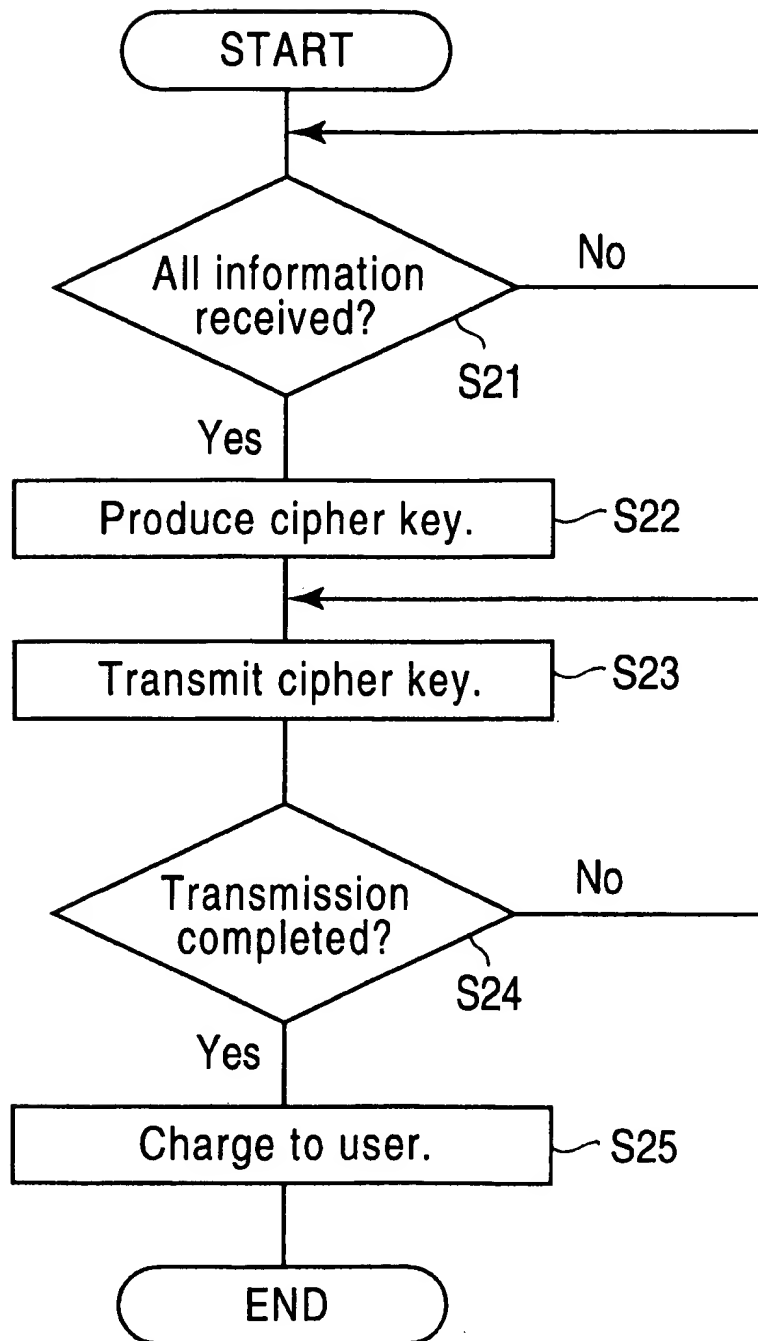 START
All information
received?
No
S21
Yes
Produce cipher key.
S22
Transmit cipher key.
S23
Transmission
completed?
No
S24
Yes
Charge to user.
S25
END